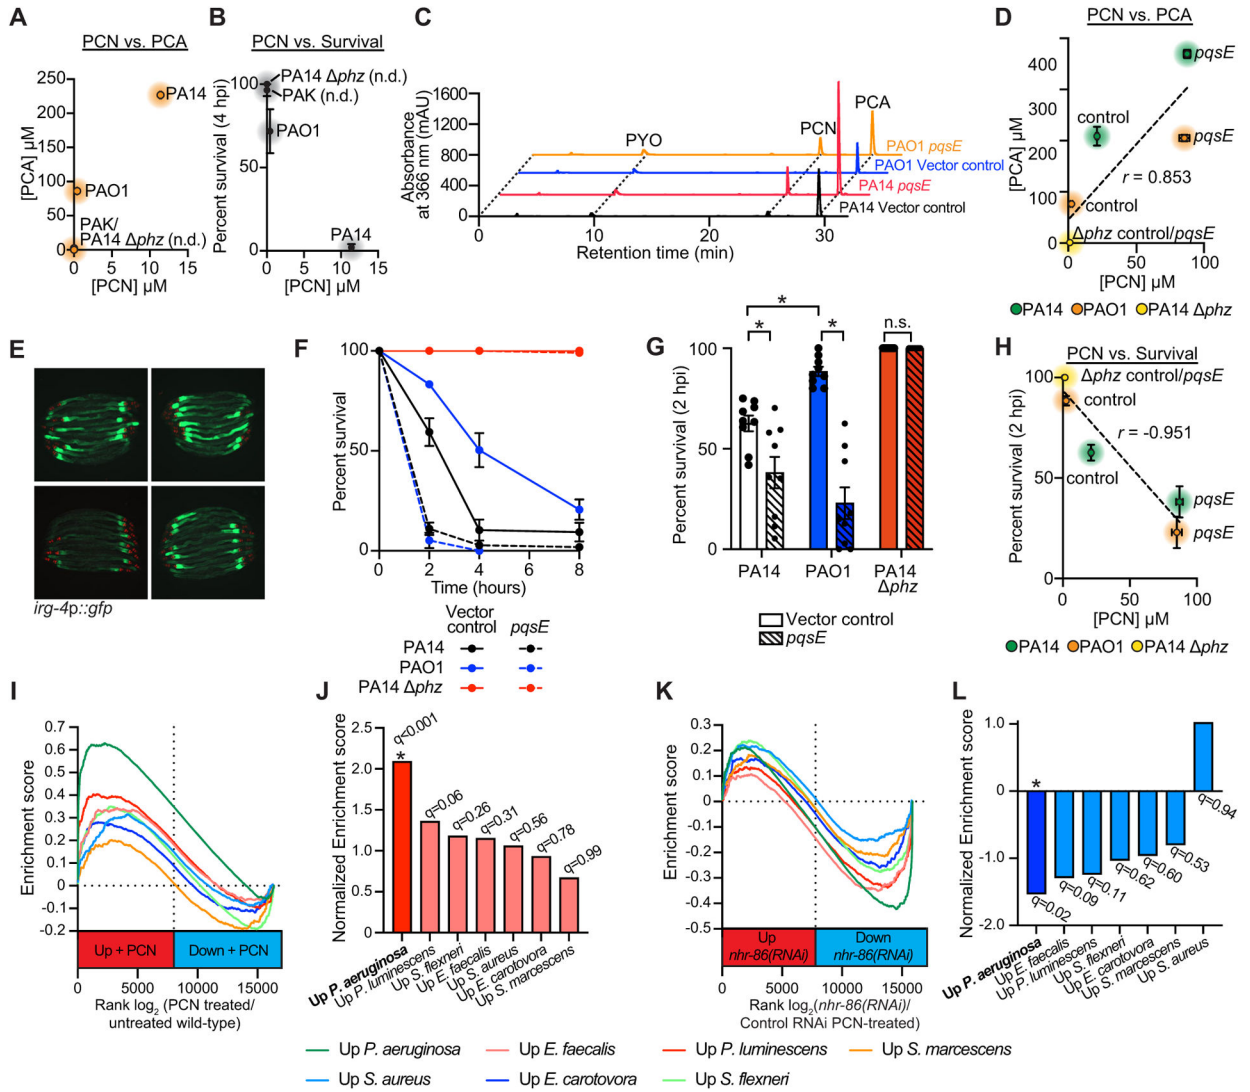 A
PCN vs. PCA
250
200
150
100
50
0
[PCA] µM
PA14
PAO1
PAK/
PA14 Δphz (n.d.)
0 5 10 15
[PCN] µM
B
PCN vs. Survival
Percent survival (4 hpi)
100
50
0
PA14 Δphz (n.d.)
PAK (n.d.)
PAO1
PA14
0 5 10 15
[PCN] µM
C
Absorbance
at 366 nm (mAU)
1600
1200
800
400
0
PYO
PCN
PCA
PAO1 pqsE
PAO1 Vector control
PA14 pqsE
PA14 Vector control
0 10 20 30
Retention time (min)
D
PCN vs. PCA
[PCA] µM
400
300
200
100
0
pqsE
control
pqsE
r = 0.853
control
Δphz control/pqsE
0 50 100
[PCN] µM
PA14 PAO1 PA14 Δphz
E
irg-4p::gfp
F
Percent survival
100
50
0
0 2 4 6 8
Time (hours)
Vector
control pqsE
PA14
PAO1
PA14 Δphz
G
Percent survival (2 hpi)
100
50
0
*
* * n.s.
PA14 PAO1 PA14
Δphz
Vector control
pqsE
H
PCN vs. Survival
Percent survival (2 hpi)
100
50
0
Δphz control/pqsE
control
r = -0.951
control
pqsE
pqsE
0 50 100
[PCN] µM
PA14 PAO1 PA14 Δphz
I
Enrichment score
0.7
0.6
0.5
0.4
0.3
0.2
0.1
0
-0.1
-0.2
Up + PCN Down + PCN
0 5000 10000 15000
Rank log2 (PCN treated/
untreated wild-type)
J
Normalized Enrichment score
2.5
2.0
1.5
1.0
0.5
0.0
*
q<0.001
q=0.06
q=0.26
q=0.31
q=0.56
q=0.78
q=0.99
Up P. aeruginosa
Up P. luminescens
Up S. flexneri
Up E. faecalis
Up S. aureus
Up E. carotovora
Up S. marcescens
K
Enrichment score
0.3
0.2
0.1
0
-0.1
-0.2
-0.3
-0.4
-0.5
Up
nhr-86(RNAi)
Down
nhr-86(RNAi)
0 5000 10000 15000
Rank log2(nhr-86(RNAi)/
Control RNAi PCN-treated)
L
Normalized Enrichment score
1.0
0.0
-1.0
-2.0
*
q=0.02
q=0.09
q=0.11
q=0.62
q=0.60
q=0.53
q=0.94
Up P. aeruginosa
Up E. faecalis
Up P. luminescens
Up S. flexneri
Up E. carotovora
Up S. marcescens
Up S. aureus
Up P. aeruginosa Up E. faecalis Up P. luminescens Up S. marcescens
Up S. aureus Up E. carotovora Up S. flexneri